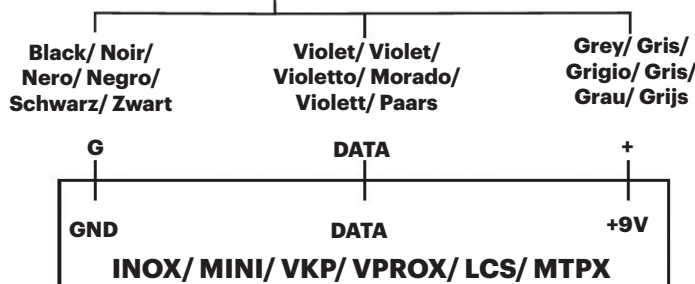 Black/ Noir/
Nero/ Negro/
Schwarz/ Zwart
Violet/ Violet/
Violetto/ Morado/
Violett/ Paars
Grey/ Gris/
Grigio/ Gris/
Grau/ Grijs
G DATA +
GND DATA +9V
INOX/ MINI/ VKP/ VPROX/ LCS/ MTPX